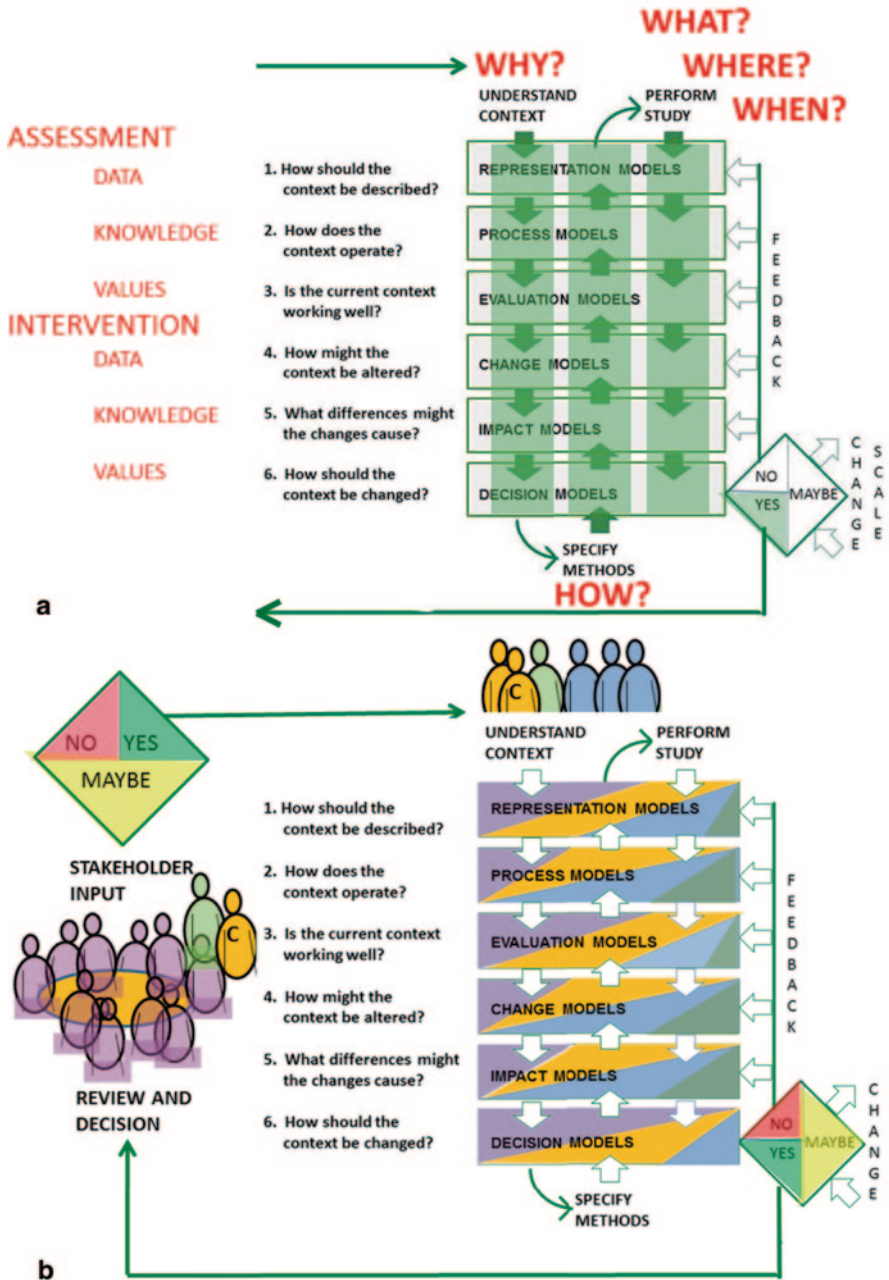 WHAT?
WHY?
WHERE?
UNDERSTAND
CONTEXT
PERFORM
STUDY
WHEN?
ASSESSMENT
DATA
KNOWLEDGE
VALUES
INTERVENTION
DATA
KNOWLEDGE
VALUES
1. How should the
context be described?
2. How does the
context operate?
3. Is the current context
working well?
4. How might the
context be altered?
5. What differences might
the changes cause?
6. How should the
context be changed?
REPRESENTATION MODELS
PROCESS MODELS
EVALUATION MODELS
CHANGE MODELS
IMPACT MODELS
DECISION MODELS
FEEDBACK
NO
YES
MAYBE
CHANGE
SCALE
SPECIFY
METHODS
HOW?
a
NO
YES
MAYBE
STAKEHOLDER
INPUT
C
REVIEW AND
DECISION
C
UNDERSTAND
CONTEXT
PERFORM
STUDY
1. How should the
context be described?
2. How does the
context operate?
3. Is the current context
working well?
4. How might the
context be altered?
5. What differences might
the changes cause?
6. How should the
context be changed?
REPRESENTATION MODELS
PROCESS MODELS
EVALUATION MODELS
CHANGE MODELS
IMPACT MODELS
DECISION MODELS
FEEDBACK
NO
YES
MAYBE
CHANGE
SPECIFY
METHODS
b